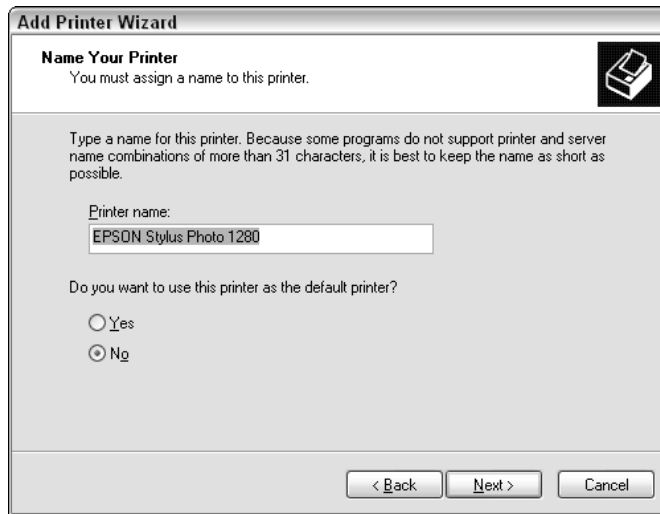 Add Printer Wizard
Name Your Printer
You must assign a name to this printer.
Type a name for this printer. Because some programs do not support printer and server
name combinations of more than 31 characters, it is best to keep the name as short as
possible.
Printer name:
EPSON Stylus Photo 1280
Do you want to use this printer as the default printer?
Yes
No
< Back Next > Cancel